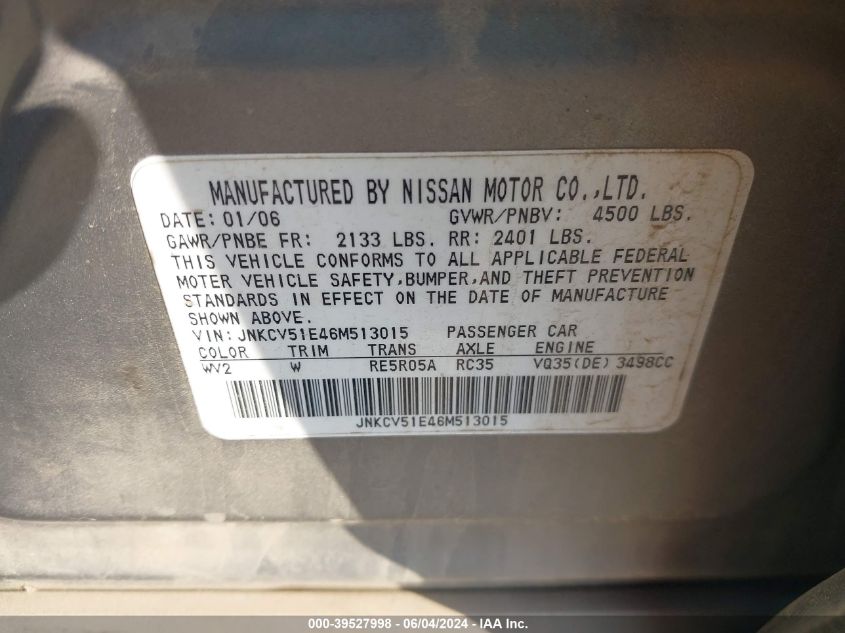 MANUFACTURED BY NISSAN MOTOR CO.,LTD.
DATE: 01/06 GVWR/PNBV: 4500 LBS.
GAWR/PNBE FR: 2133 LBS. RR: 2401 LBS.
THIS VEHICLE CONFORMS TO ALL APPLICABLE FEDERAL
MOTOR VEHICLE SAFETY,BUMPER,AND THEFT PREVENTION
STANDARDS IN EFFECT ON THE DATE OF MANUFACTURE
SHOWN ABOVE.
VIN: JNKCV51E46M513015 PASSENGER CAR
COLOR TRIM TRANS AXLE ENGINE
WV2 W RE5R05A RC35 VQ35(DE) 3498CC
JNKCV51E46M513015
000-39527998 - 06/04/2024 - IAA Inc.